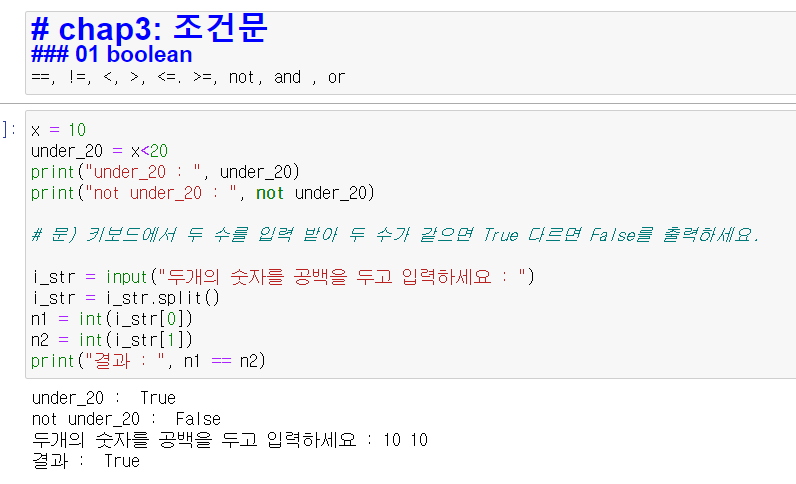 # chap3: 조건문
### 01 boolean
==, !=, <, >, <=. >=, not, and , or
]: x = 10
under_20 = x<20
print("under_20 : ", under_20)
print("not under_20 : ", not under_20)
# 문) 키보드에서 두 수를 입력 받아 두 수가 같으면 True 다르면 False를 출력하세요.
i_str = input("두개의 숫자를 공백을 두고 입력하세요 : ")
i_str = i_str.split()
n1 = int(i_str[0])
n2 = int(i_str[1])
print("결과 : ", n1 == n2)
under_20 :  True
not under_20 :  False
두개의 숫자를 공백을 두고 입력하세요 : 10 10
결과 :  True